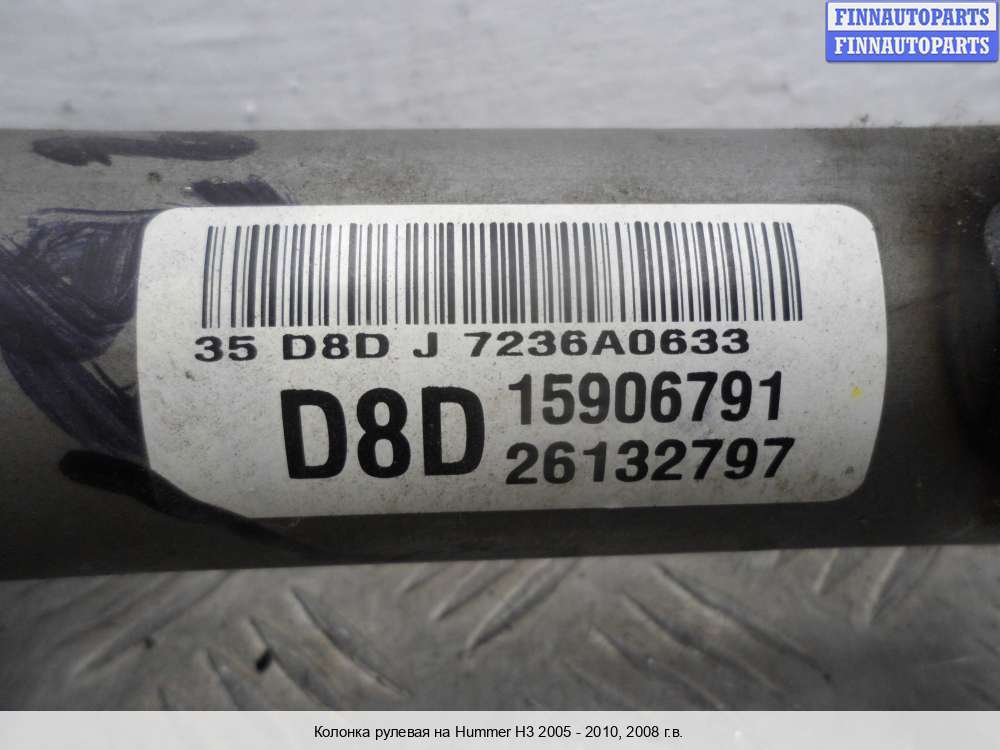 FINNAUTOPARTS
FINNAUTOPARTS
35 D8D J 7236A0633
D8D
15906791
26132797
Колонка рулевая на Hummer H3 2005 - 2010, 2008 г.в.